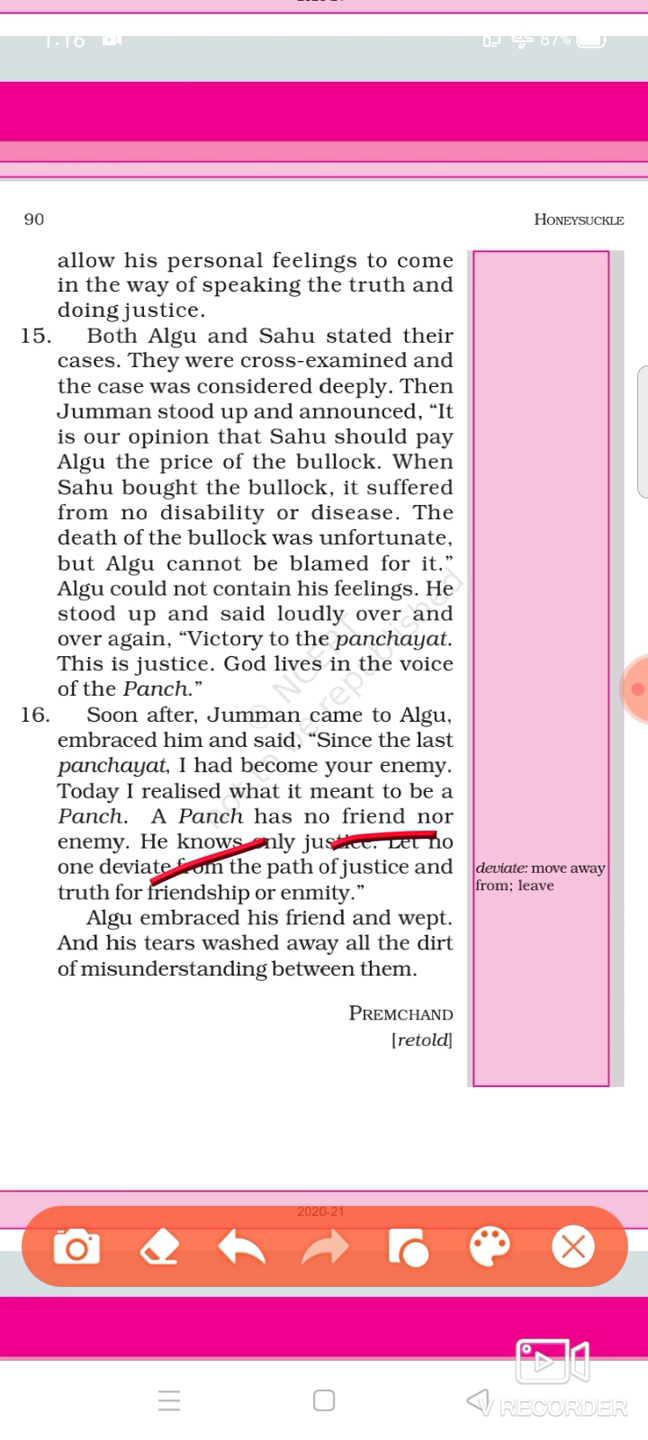 2020-21
1:16
87%
90
HONEYSUCKLE
allow his personal feelings to come
in the way of speaking the truth and
doing justice.
15. Both Algu and Sahu stated their
cases. They were cross-examined and
the case was considered deeply. Then
Jumman stood up and announced, “It
is our opinion that Sahu should pay
Algu the price of the bullock. When
Sahu bought the bullock, it suffered
from no disability or disease. The
death of the bullock was unfortunate,
but Algu cannot be blamed for it.”
Algu could not contain his feelings. He
stood up and said loudly over and
over again, “Victory to the panchayat.
This is justice. God lives in the voice
of the Panch.”
16. Soon after, Jumman came to Algu,
embraced him and said, “Since the last
panchayat, I had become your enemy.
Today I realised what it meant to be a
Panch. A Panch has no friend nor
enemy. He knows only justice. Let no
one deviate from the path of justice and
truth for friendship or enmity.”
deviate: move away
from; leave
Algu embraced his friend and wept.
And his tears washed away all the dirt
of misunderstanding between them.
PREMCHAND
[retold]
© NCERT
not to be republished
2020-21
V RECORDER